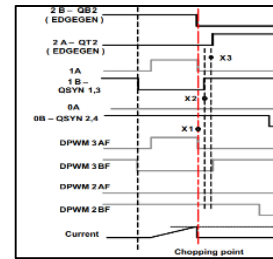 2 B – QB2
( EDGEGEN )
2 A – QT2
( EDGEGEN )
X3
1A
1 B –
QSYN 1,3
X2
0A
0B – QSYN 2,4
X1
DPWM 3AF
DPWM 3BF
DPWM 2AF
DPWM 2BF
Current
Chopping point